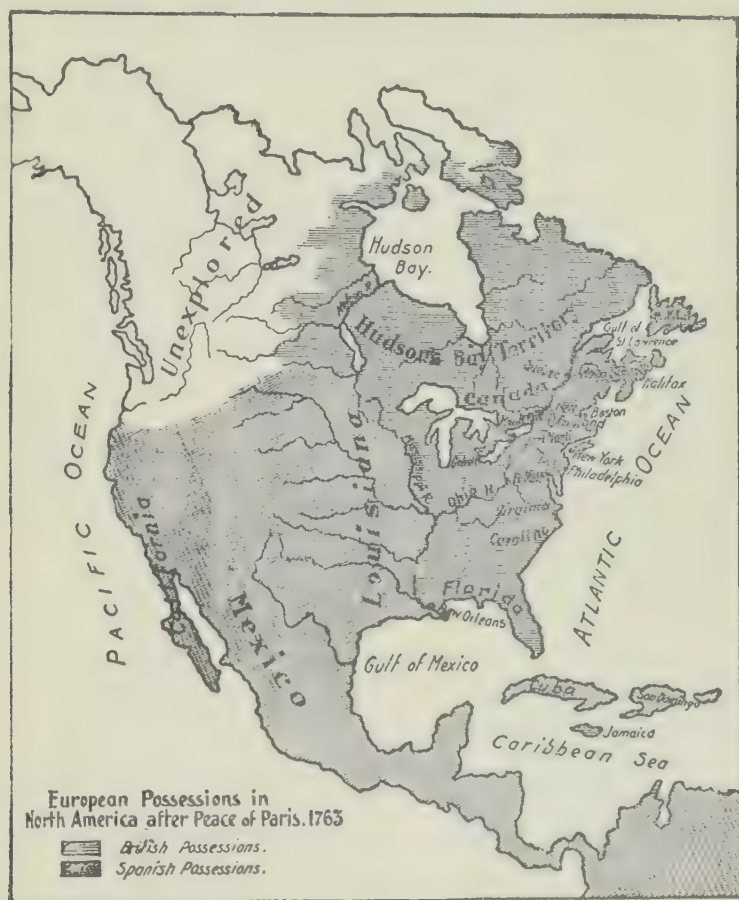 Unexplored
Hudson
Bay.
Hudson's Bay Territory
Gulf of
St. Lawrence
Canada
Halifax
Boston
New York
Philadelphia
PACIFIC OCEAN
ATLANTIC OCEAN
Louisiana
Mississippi R.
Ohio R.
Virginia
Carolina
California
Mexico
Florida
New Orleans
Gulf of Mexico
Cuba
San Domingo
Jamaica
Caribbean Sea
European Possessions in
North America after Peace of Paris. 1763
British Possessions.
Spanish Possessions.